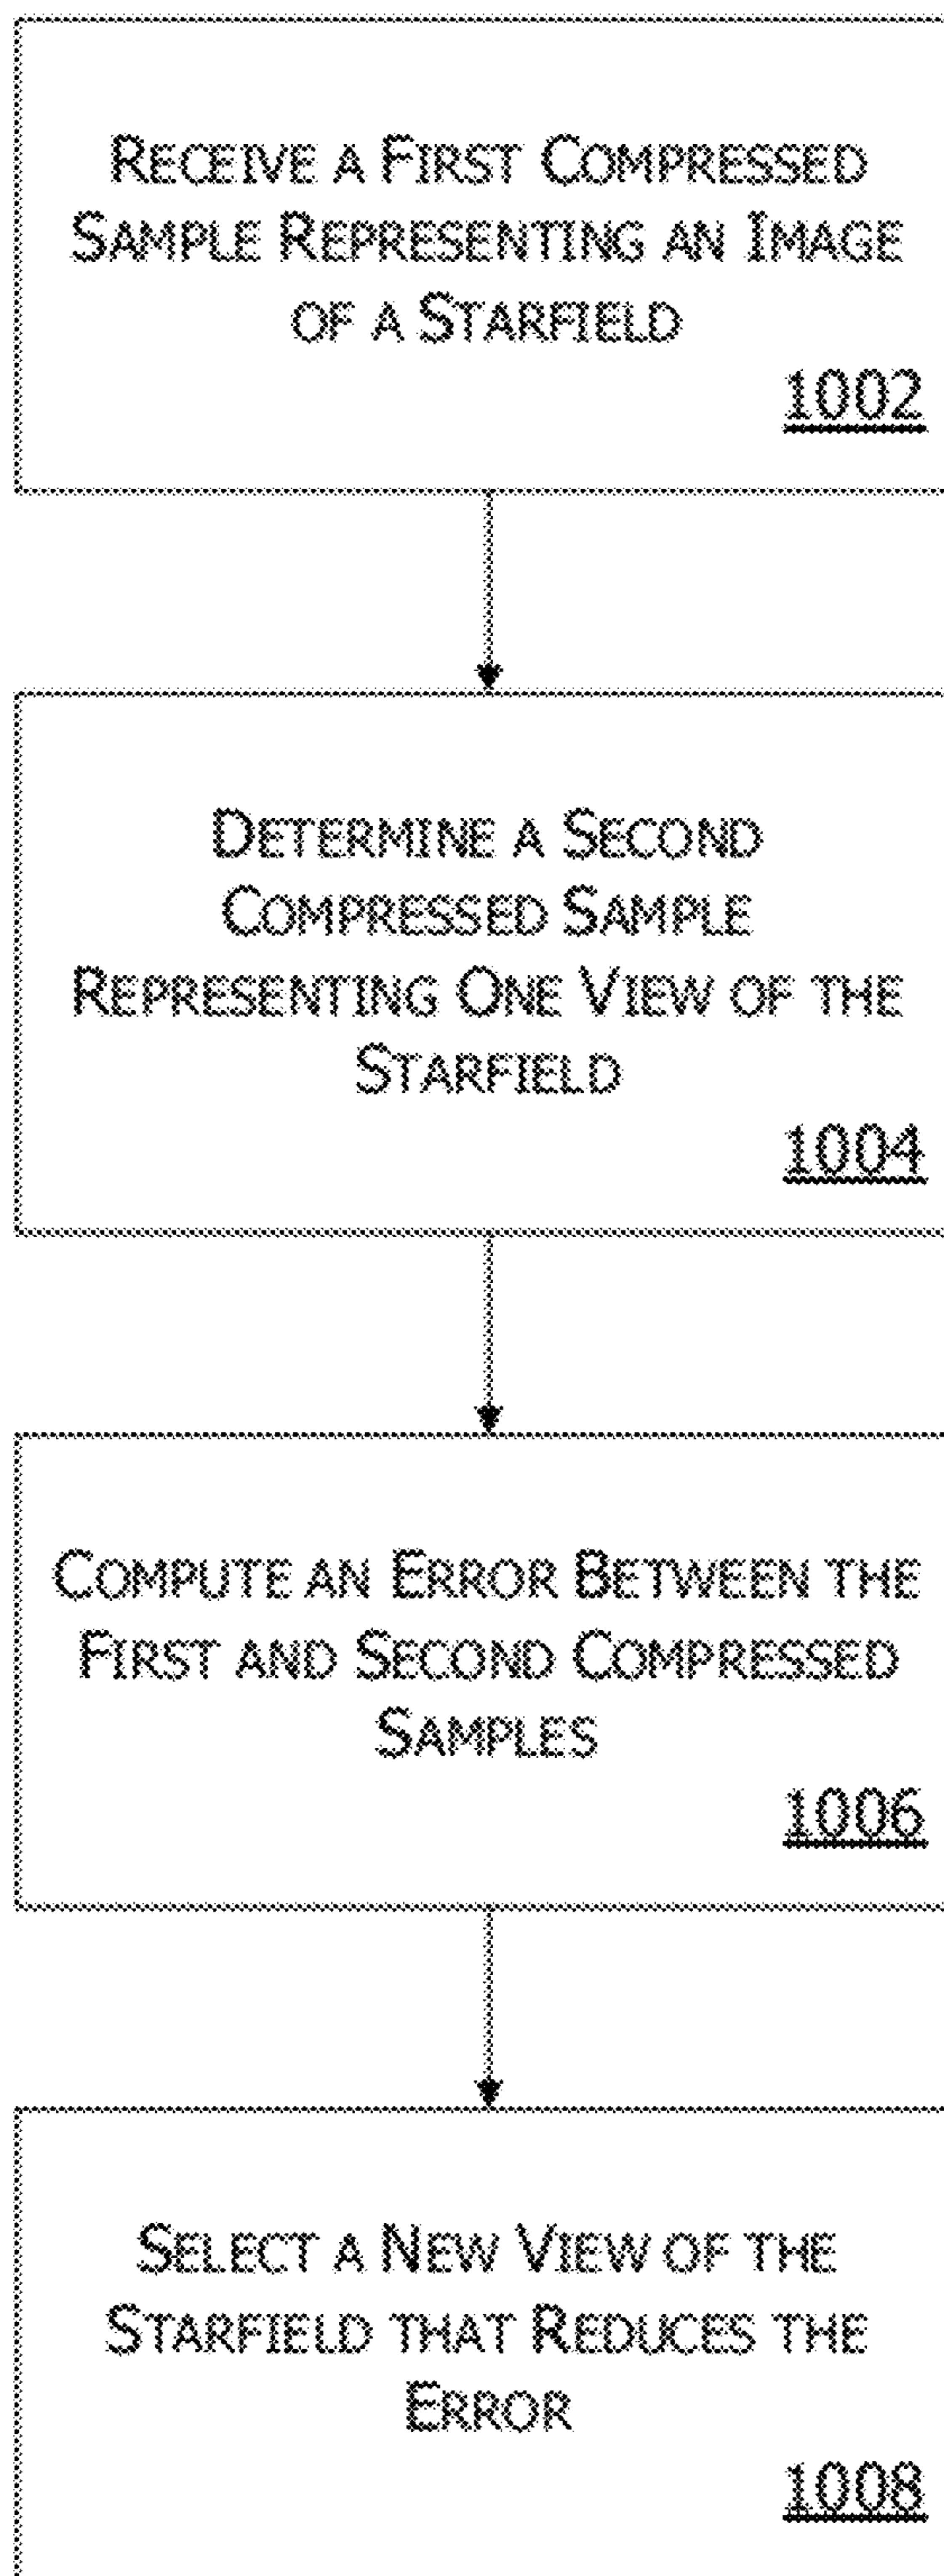 RECEIVE A FIRST COMPRESSED
SAMPLE REPRESENTING AN IMAGE
OF A STARFIELD
1002
DETERMINE A SECOND
COMPRESSED SAMPLE
REPRESENTING ONE VIEW OF THE
STARFIELD
1004
COMPUTE AN ERROR BETWEEN THE
FIRST AND SECOND COMPRESSED
SAMPLES
1006
SELECT A NEW VIEW OF THE
STARFIELD THAT REDUCES THE
ERROR
1008